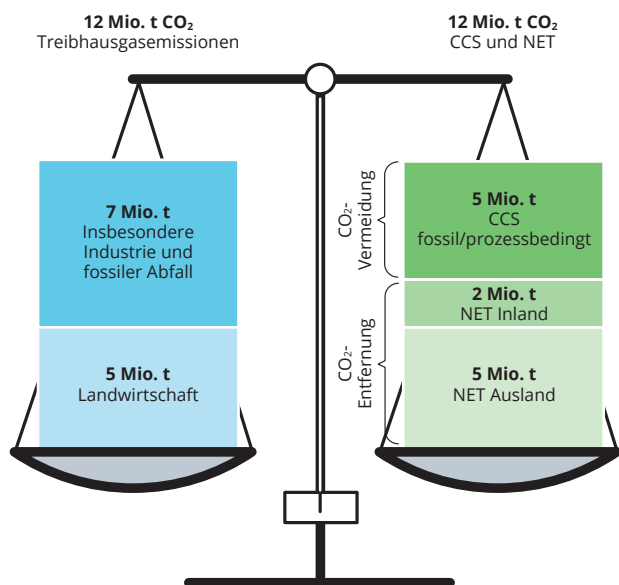 12 Mio. t CO₂
Treibhausgasemissionen
12 Mio. t CO₂
CCS und NET
7 Mio. t
Insbesondere
Industrie und
fossiler Abfall
5 Mio. t
Landwirtschaft
CO₂-
Vermeidung
5 Mio. t
CCS
fossil/prozessbedingt
CO₂-
Entfernung
2 Mio. t
NET Inland
5 Mio. t
NET Ausland